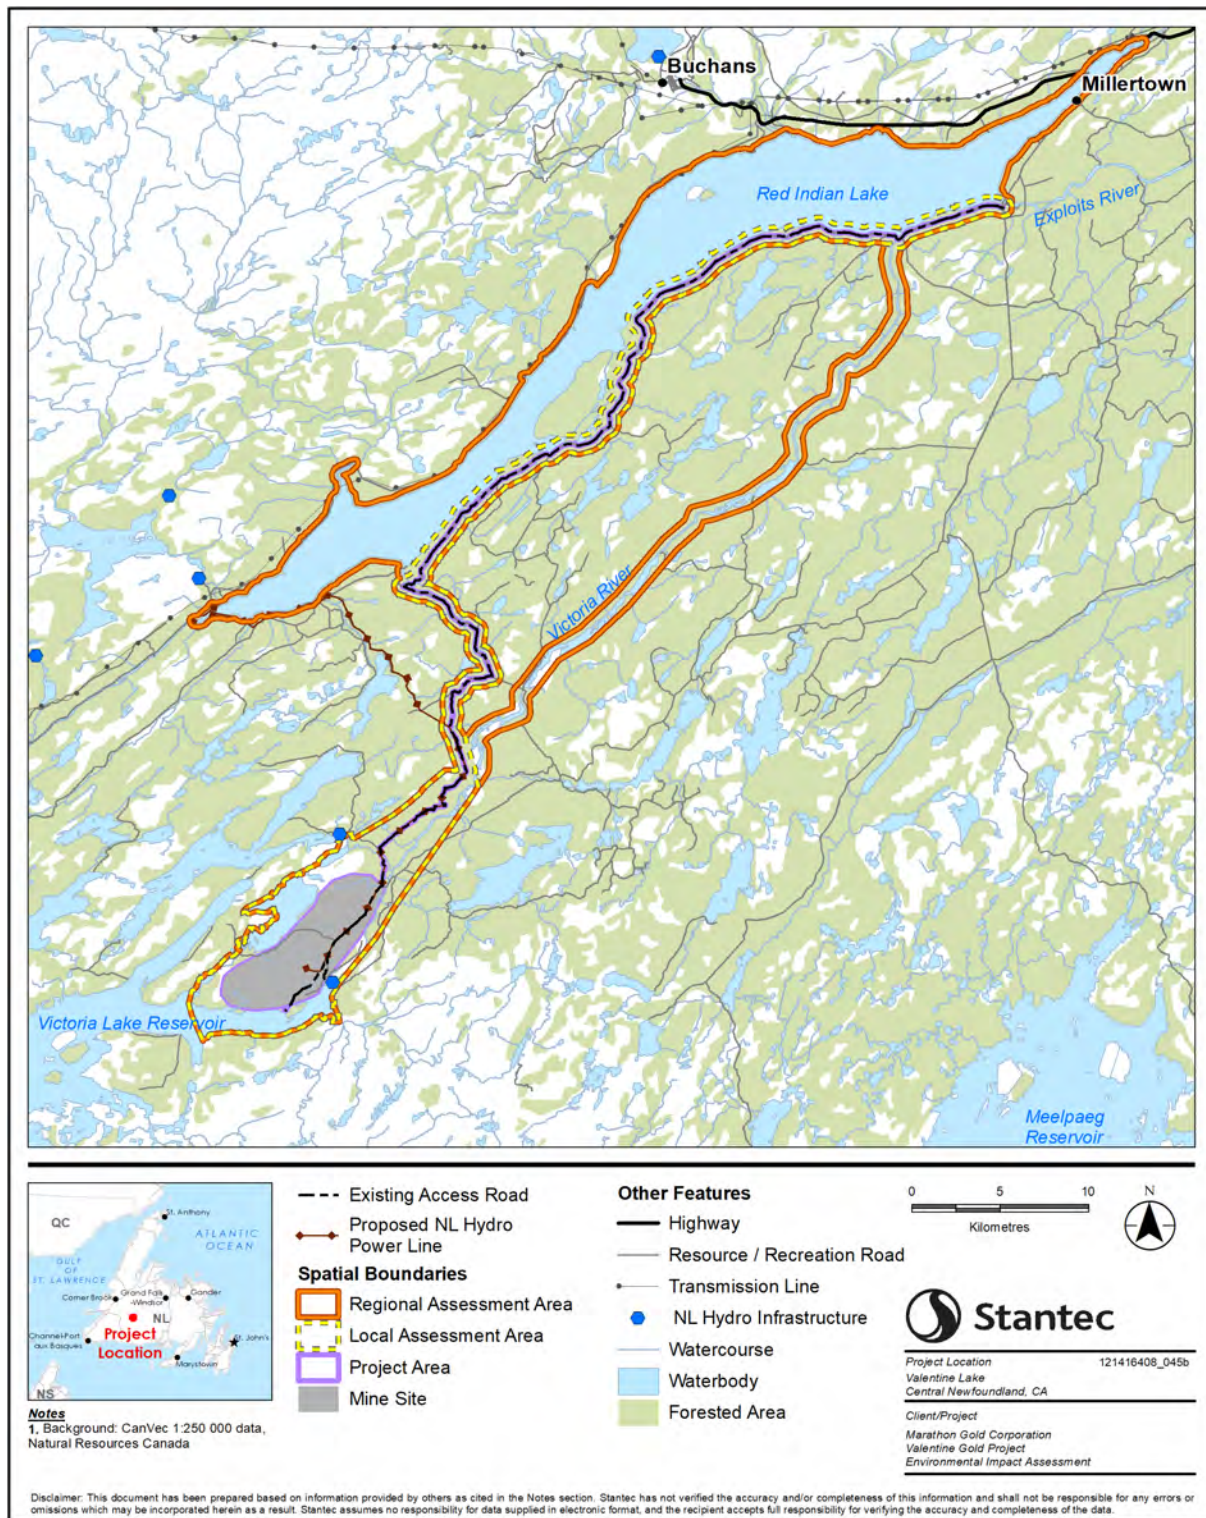 Buchans
Millertown
Red Indian Lake
Exploits River
Victoria River
Victoria Lake Reservoir
Meelpaeg
Reservoir
QC
St. Anthony
ATLANTIC
OCEAN
GULF
OF
ST. LAWRENCE
Corner Brook
Grand Falls
-Windsor
Gander
NL
Project
Location
Channel-Port
aux Basques
St. John's
Marystown
NS
Notes
1. Background: CanVec 1:250 000 data,
Natural Resources Canada
Existing Access Road
Proposed NL Hydro
Power Line
Spatial Boundaries
Regional Assessment Area
Local Assessment Area
Project Area
Mine Site
Other Features
Highway
Resource / Recreation Road
Transmission Line
NL Hydro Infrastructure
Watercourse
Waterbody
Forested Area
0 5 10
Kilometres
N
Stantec
Project Location 121416408_045b
Valentine Lake
Central Newfoundland, CA
Client/Project
Marathon Gold Corporation
Valentine Gold Project
Environmental Impact Assessment
Disclaimer: This document has been prepared based on information provided by others as cited in the Notes section. Stantec has not verified the accuracy and/or completeness of this information and shall not be responsible for any errors or
omissions which may be incorporated herein as a result. Stantec assumes no responsibility for data supplied in electronic format, and the recipient accepts full responsibility for verifying the accuracy and completeness of the data.